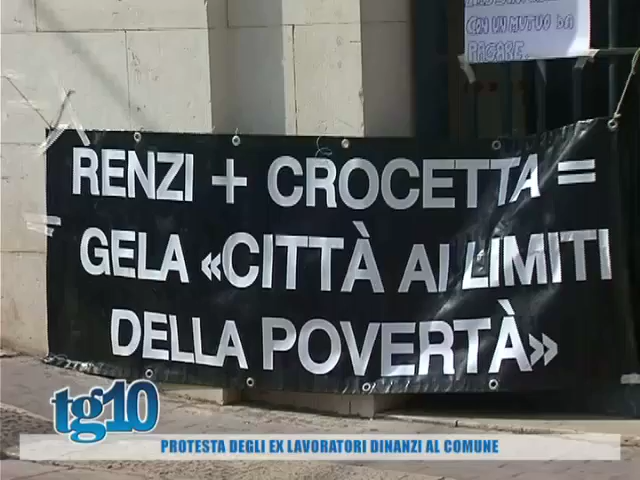 CON UN MUTUO DA
PAGARE.
RENZI + CROCETTA =
GELA «CITTÀ AI LIMITI
DELLA POVERTÀ»
tg10
PROTESTA DEGLI EX LAVORATORI DINANZI AL COMUNE